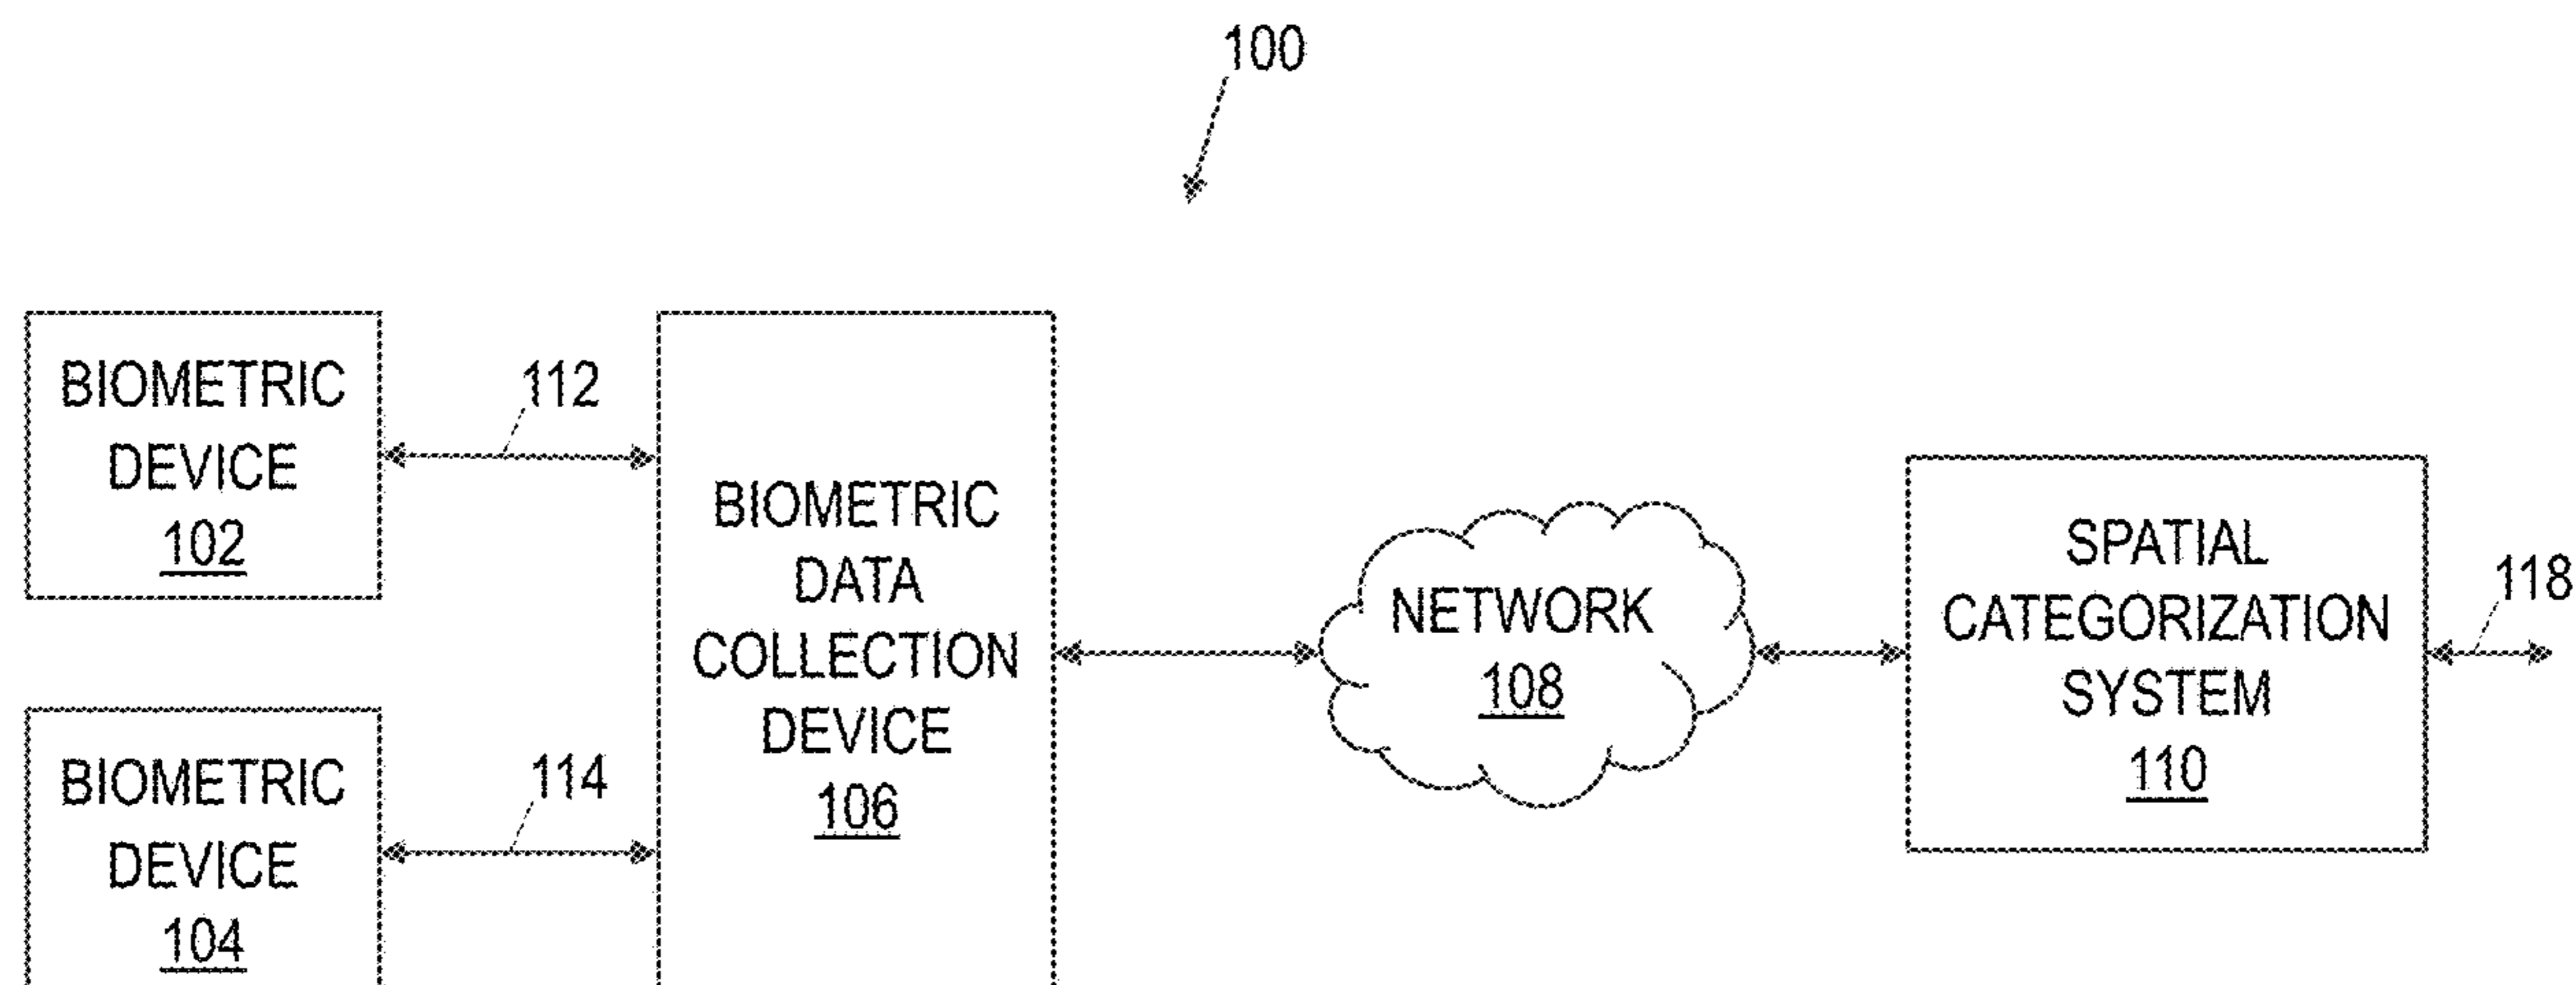 100
BIOMETRIC
DEVICE
102
112
BIOMETRIC
DEVICE
104
114
BIOMETRIC
DATA
COLLECTION
DEVICE
106
NETWORK
108
SPATIAL
CATEGORIZATION
SYSTEM
110
118